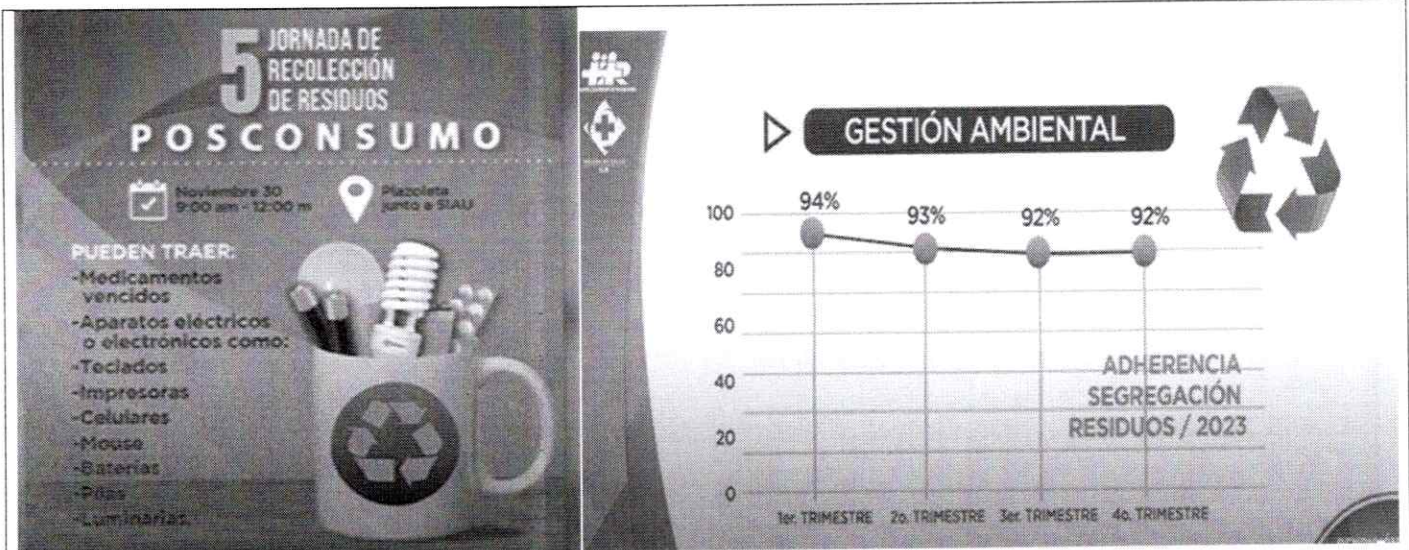 5
JORNADA DE
RECOLECCIÓN
DE RESIDUOS
POSCONSUMO
Noviembre 30
9:00 am - 12:00 m
Plazoleta
junto a SIAU
PUEDEN TRAER:
-Medicamentos
vencidos
-Aparatos eléctricos
o electrónicos como:
-Teclados
-Impresoras
-Celulares
-Mouse
-Baterías
-Pilas
-Luminarias.
GESTIÓN AMBIENTAL
94%
93%
92%
92%
100
80
60
40
20
0
ADHERENCIA
SEGREGACIÓN
RESIDUOS / 2023
1er. TRIMESTRE
2o. TRIMESTRE
3er. TRIMESTRE
4o. TRIMESTRE